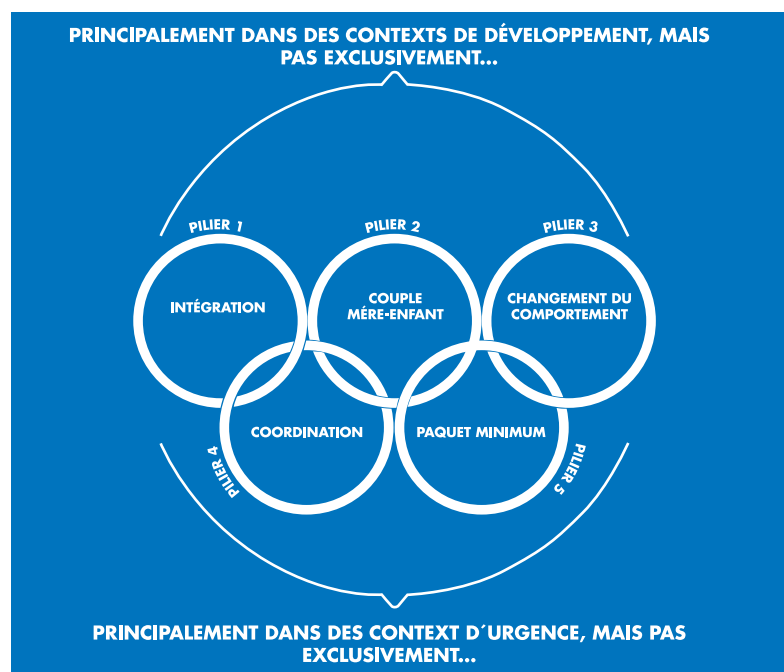 PRINCIPALEMENT DANS DES CONTEXTS DE DÉVELOPPEMENT, MAIS
PAS EXCLUSIVEMENT...
PILIER 1
PILIER 2
PILIER 3
INTÉGRATION
COUPLE
MÉRE-ENFANT
CHANGEMENT DU
COMPORTEMENT
COORDINATION
PAQUET MINIMUM
PILIER 4
PILIER 5
PRINCIPALEMENT DANS DES CONTEXT D´URGENCE, MAIS PAS
EXCLUSIVEMENT...